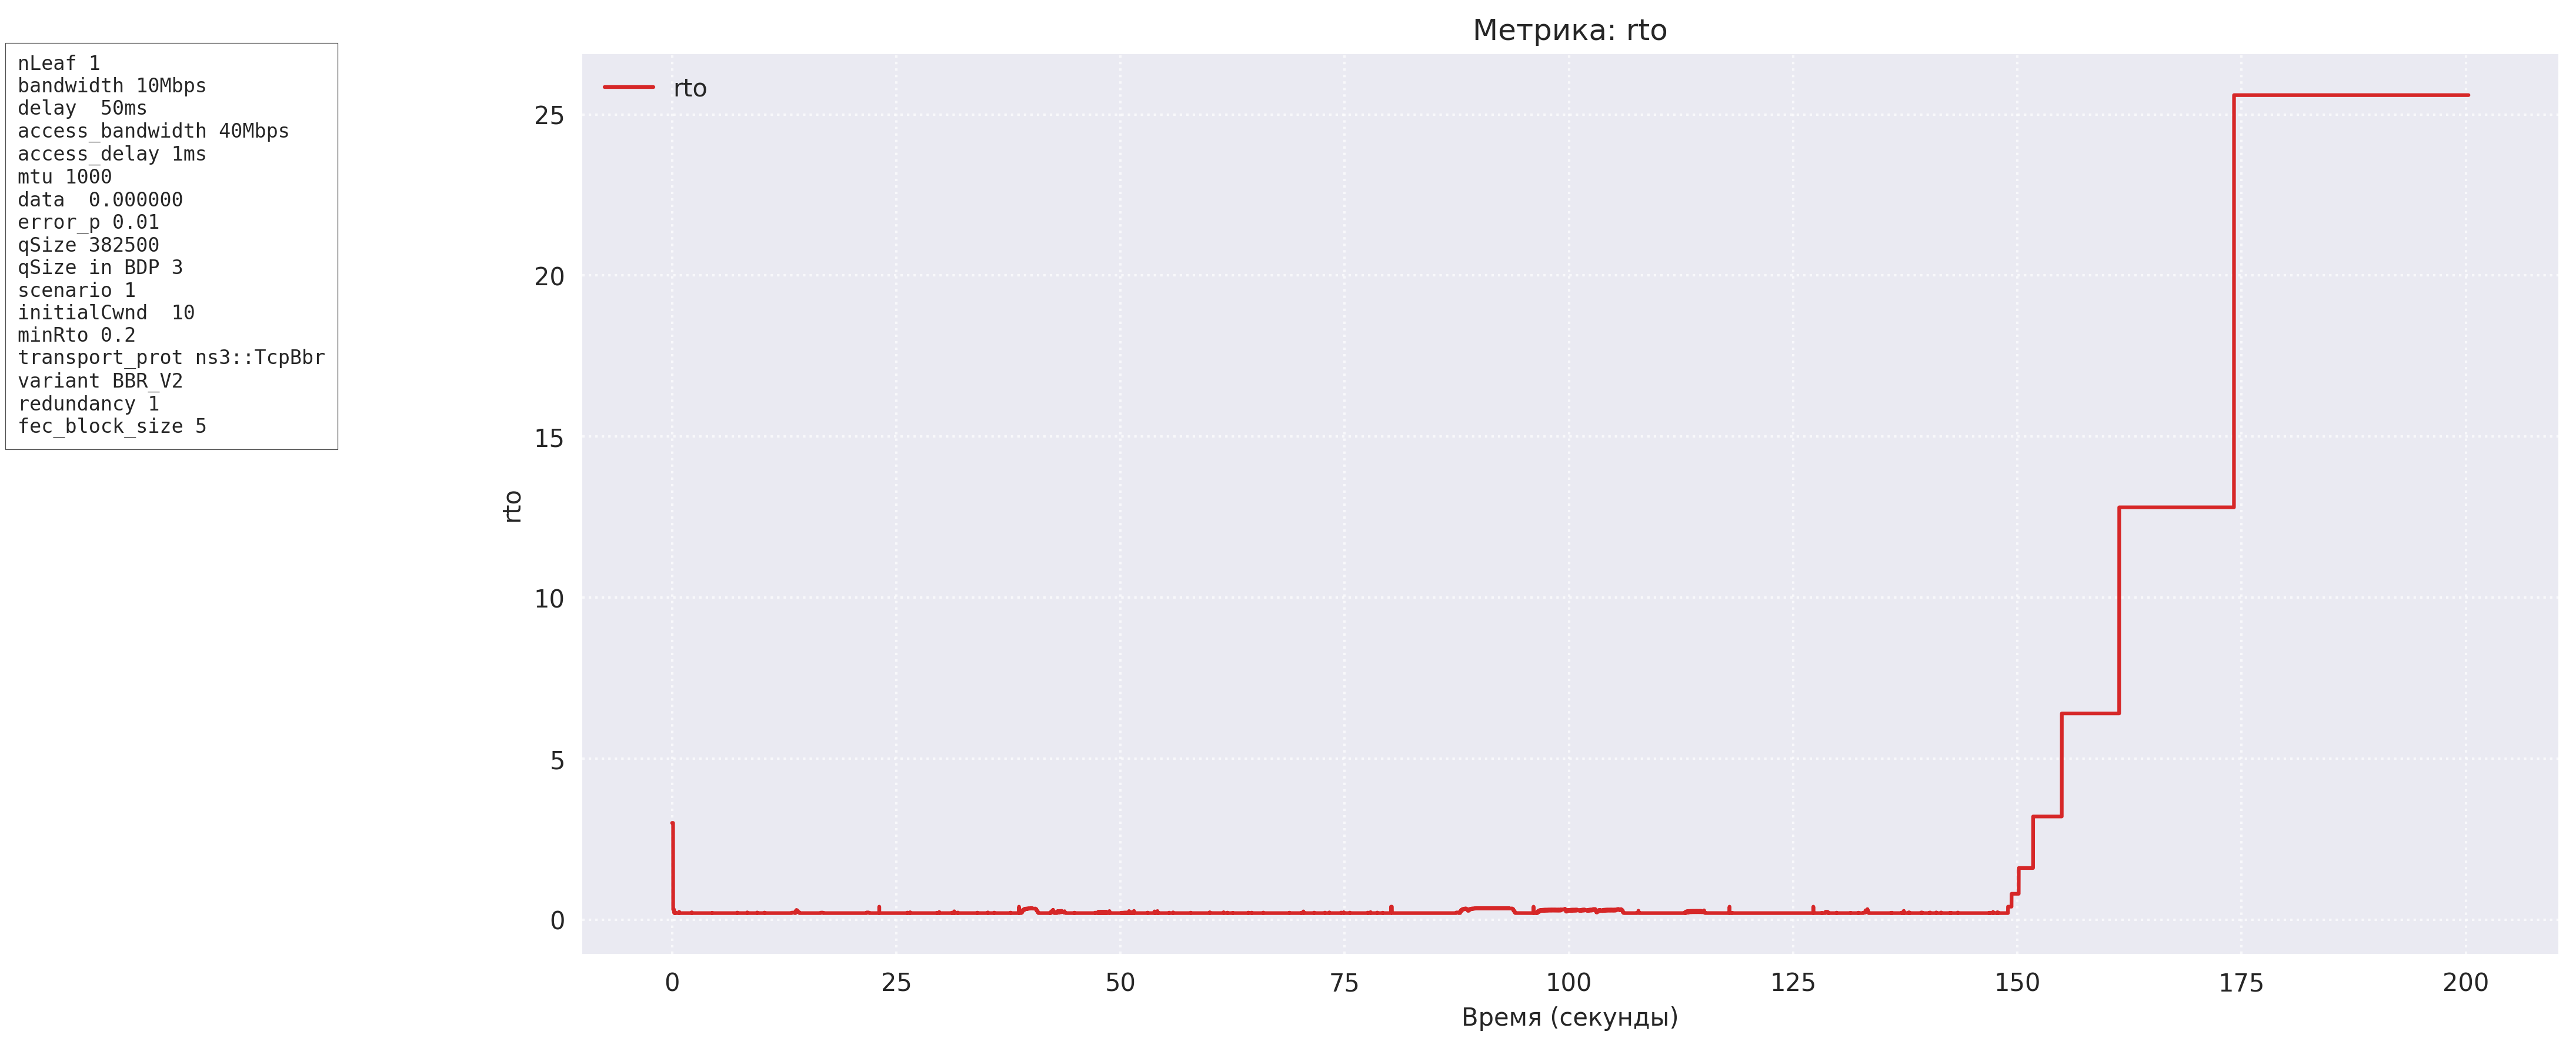 Метрика: rto
nLeaf 1
bandwidth 10Mbps
delay  50ms
access_bandwidth 40Mbps
access_delay 1ms
mtu 1000
data  0.000000
error_p 0.01
qSize 382500
qSize in BDP 3
scenario 1
initialCwnd  10
minRto 0.2
transport_prot ns3::TcpBbr
variant BBR_V2
redundancy 1
fec_block_size 5
rto
25
20
15
10
5
0
rto
0 25 50 75 100 125 150 175 200
Время (секунды)